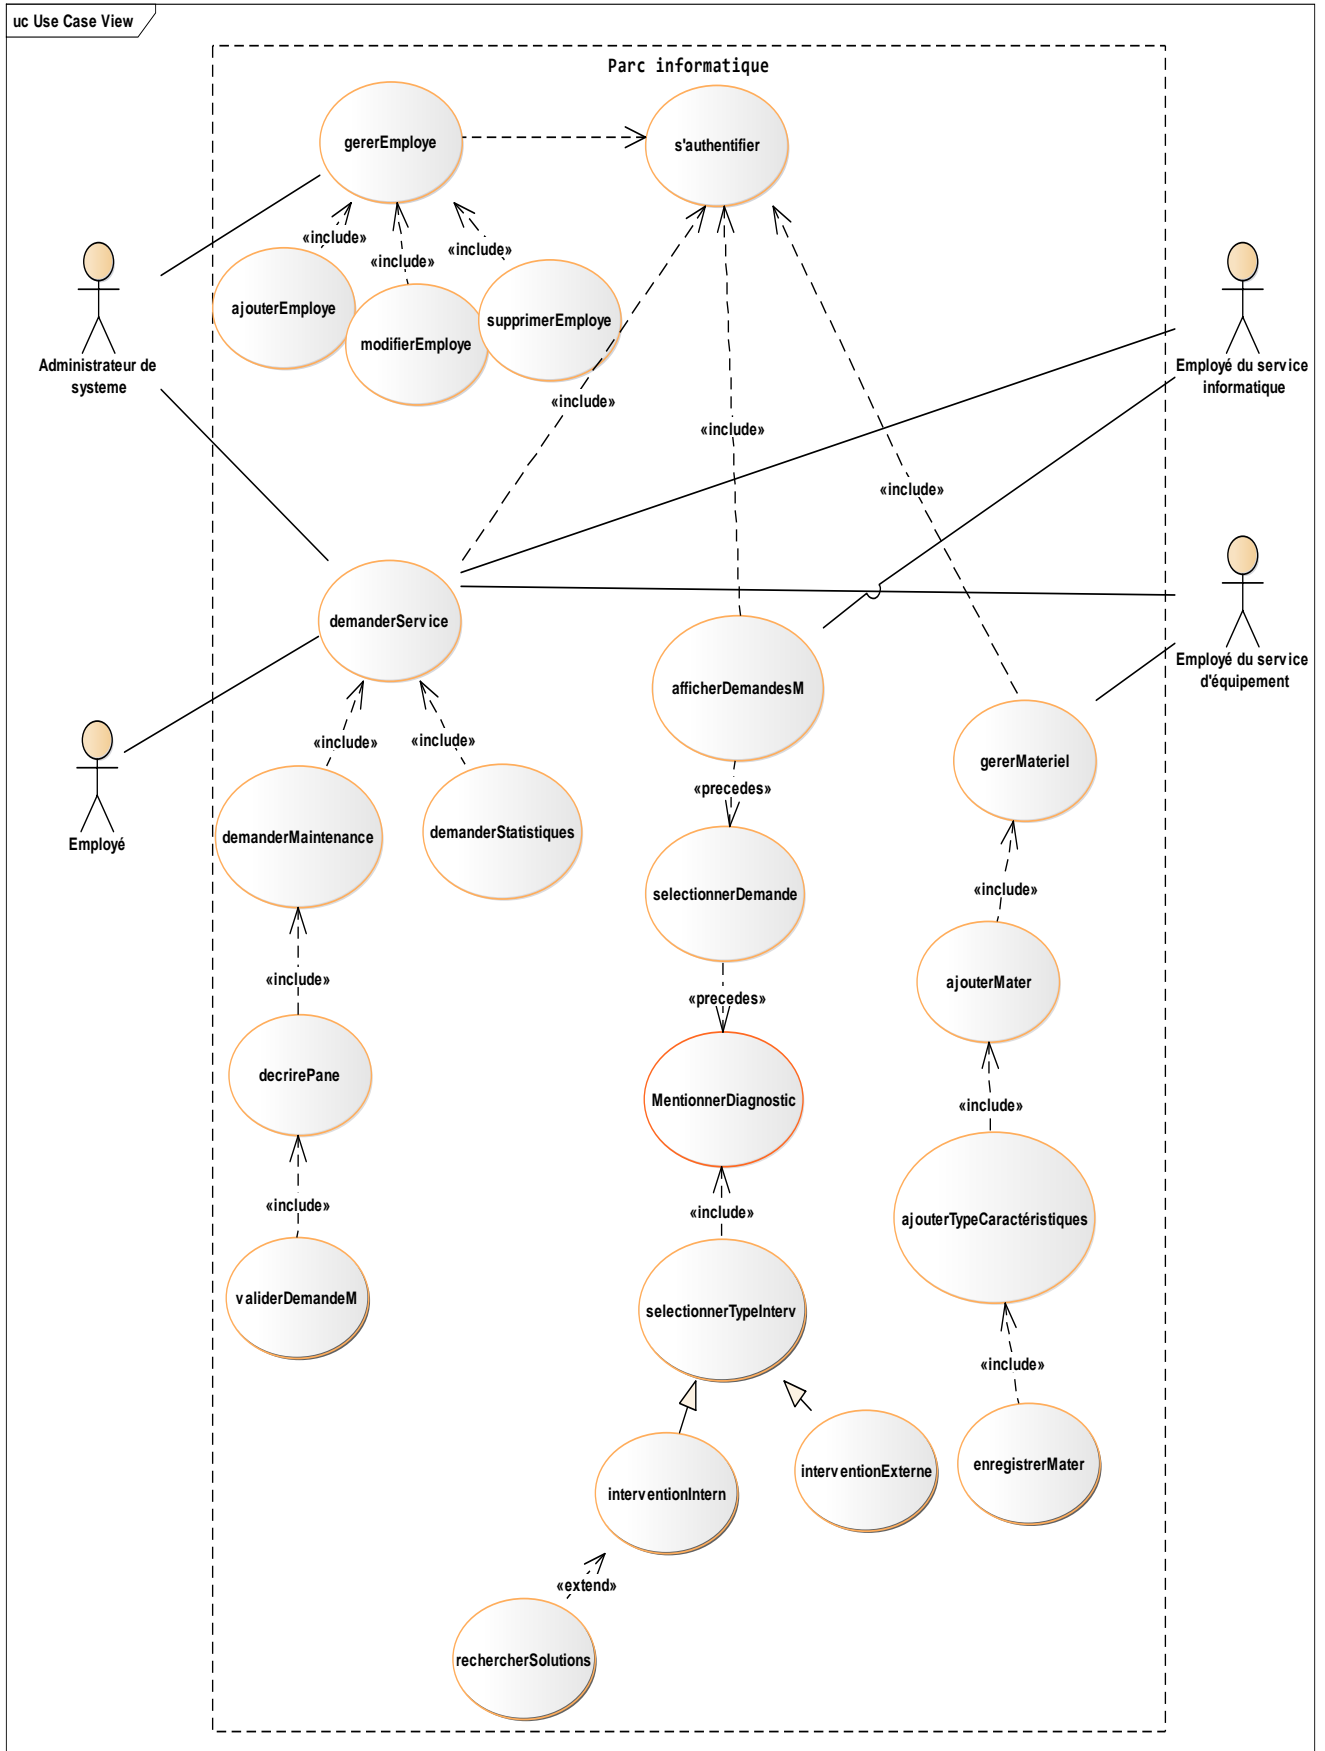 uc Use Case View
Parc informatique
gererEmploye
s'authentifier
«include»
«include»
«include»
ajouterEmploye
modifierEmploye
supprimerEmploye
Administrateur de
systeme
Employé du service
informatique
«include»
«include»
«include»
demanderService
afficherDemandesM
Employé du service
d'équipement
«include»
«include»
gererMateriel
«precedes»
Employé
demanderMaintenance
demanderStatistiques
selectionnerDemande
«include»
«include»
«precedes»
ajouterMater
decrirePane
MentionnerDiagnostic
«include»
«include»
«include»
ajouterTypeCaractéristiques
validerDemandeM
selectionnerTypeInterv
«include»
interventionIntern
interventionExterne
enregistrerMater
«extend»
rechercherSolutions